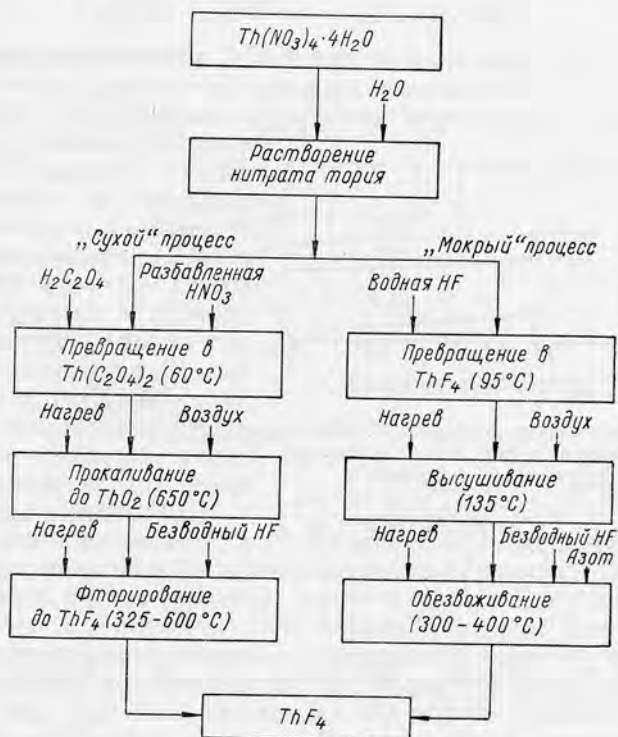 Th(NO₃)₄·4H₂O
H₂O
Растворение
нитрата тория
„Сухой“ процесс
„Мокрый“ процесс
H₂C₂O₄
Разбавленная
HNO₃
Водная HF
Превращение в
Th(C₂O₄)₂ (60°C)
Превращение в
ThF₄ (95°C)
Нагрев
Воздух
Нагрев
Воздух
Прокаливание
до ThO₂ (650°C)
Высушивание
(135°C)
Нагрев
Безводный HF
Нагрев
Безводный HF
Азот
Фторирование
до ThF₄ (325–600°C)
Обезвоживание
(300–400°C)
ThF₄